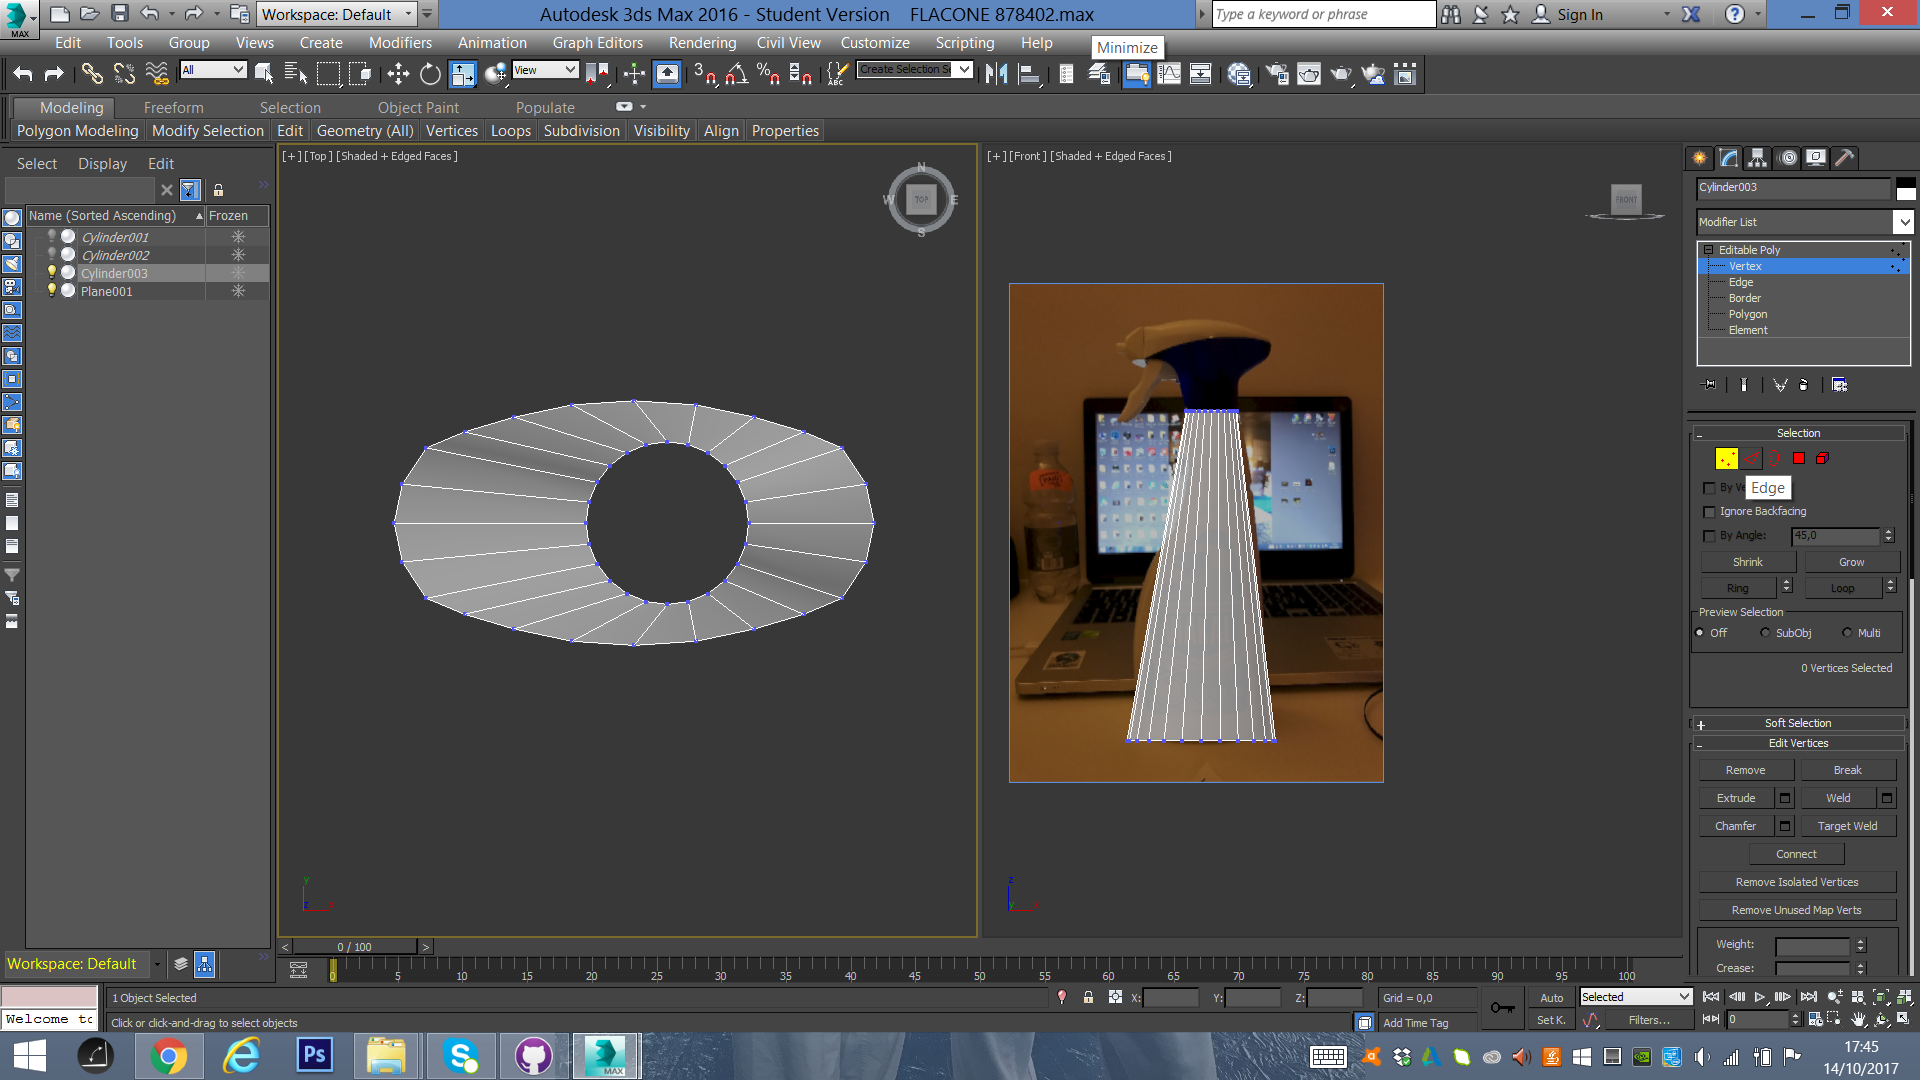 MAX
Workspace: Default
Autodesk 3ds Max 2016 - Student Version FLACONE 878402.max
Type a keyword or phrase
Sign In
Edit Tools Group Views Create Modifiers Animation Graph Editors Rendering Civil View Customize Scripting Help
Minimize
All
View
3
Create Selection Se
ABC
Modeling Freeform Selection Object Paint Populate
Polygon Modeling Modify Selection Edit Geometry (All) Vertices Loops Subdivision Visibility Align Properties
Select Display Edit
Name (Sorted Ascending) Frozen
Cylinder001
Cylinder002
Cylinder003
Plane001
[+] [Top] [Shaded + Edged Faces]
N
W TOP E
S
[+] [Front] [Shaded + Edged Faces]
FRONT
y
z x
z
y x
Cylinder003
Modifier List
Editable Poly
Vertex
Edge
Border
Polygon
Element
- Selection
By Ve
Edge
Ignore Backfacing
By Angle: 45,0
Shrink Grow
Ring Loop
Preview Selection
Off SubObj Multi
0 Vertices Selected
+ Soft Selection
- Edit Vertices
Remove Break
Extrude Weld
Chamfer Target Weld
Connect
Remove Isolated Vertices
Remove Unused Map Verts
Weight:
Crease:
< 0 / 100 >
Workspace: Default
0 5 10 15 20 25 30 35 40 45 50 55 60 65 70 75 80 85 90 95 100
1 Object Selected
X: Y: Z: Grid = 0,0
Auto Selected
Welcome to
Click or click-and-drag to select objects
Add Time Tag
Set K. Filters... 0
Ps
MAX
17:45
14/10/2017